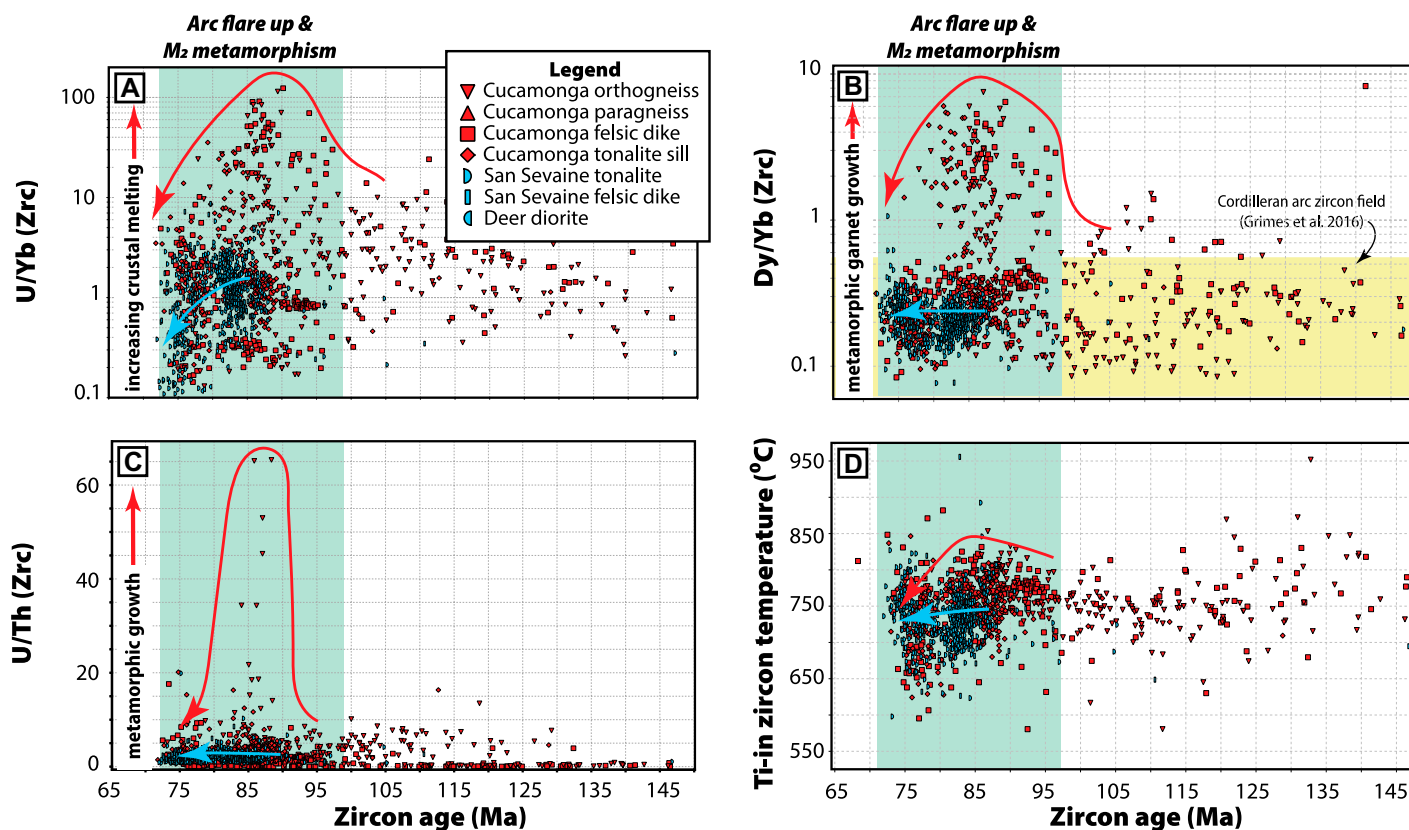 Arc flare up &
M2 metamorphism
Arc flare up &
M2 metamorphism
A
100
10
1
0.1
U/Yb (Zrc)
increasing crustal melting
Legend
Cucamonga orthogneiss
Cucamonga paragneiss
Cucamonga felsic dike
Cucamonga tonalite sill
San Sevaine tonalite
San Sevaine felsic dike
Deer diorite
B
10
1
0.1
Dy/Yb (Zrc)
metamorphic garnet growth
Cordilleran arc zircon field
(Grimes et al. 2016)
C
60
40
20
0
U/Th (Zrc)
metamorphic growth
65 75 85 95 105 115 125 135 145
Zircon age (Ma)
D
950
850
750
650
550
Ti-in zircon temperature (ºC)
65 75 85 95 105 115 125 135 145
Zircon age (Ma)